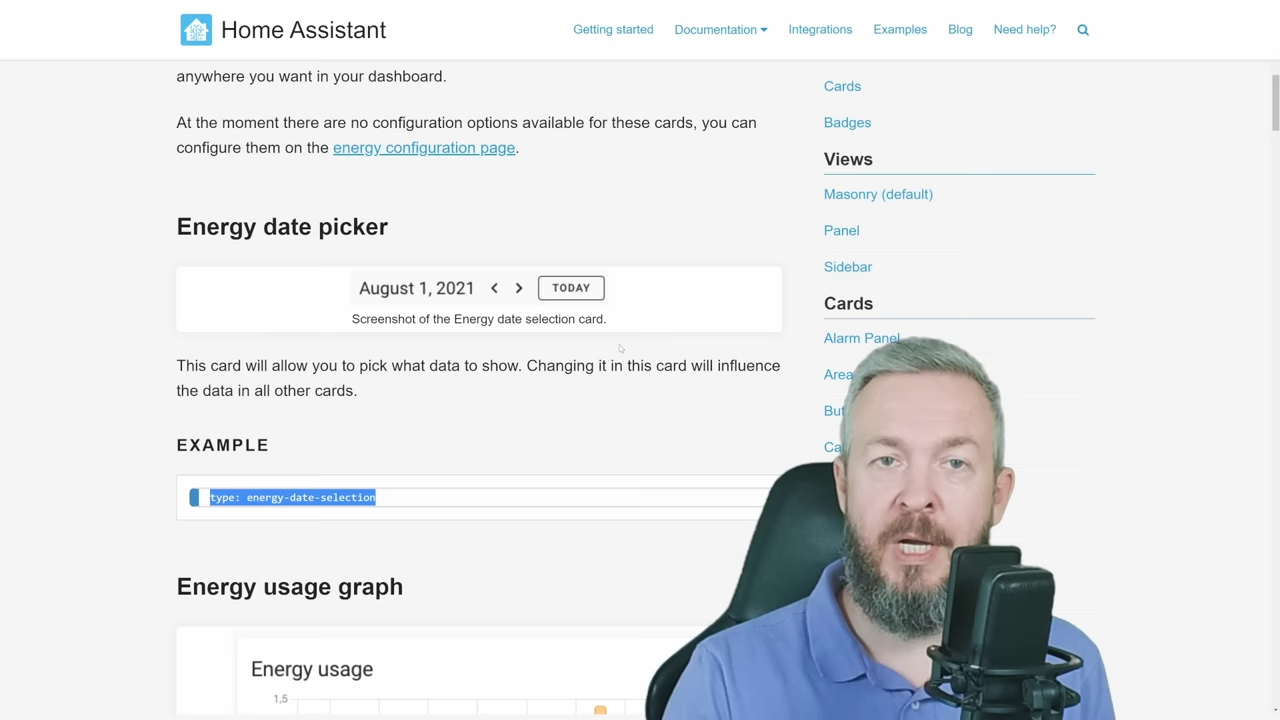 Home Assistant
Getting started
Documentation
Integrations
Examples
Blog
Need help?
anywhere you want in your dashboard.
At the moment there are no configuration options available for these cards, you can
configure them on the energy configuration page.
Energy date picker
August 1, 2021
TODAY
Screenshot of the Energy date selection card.
This card will allow you to pick what data to show. Changing it in this card will influence
the data in all other cards.
EXAMPLE
type: energy-date-selection
Energy usage graph
Energy usage
1,5
Cards
Badges
Views
Masonry (default)
Panel
Sidebar
Cards
Alarm Panel
Area